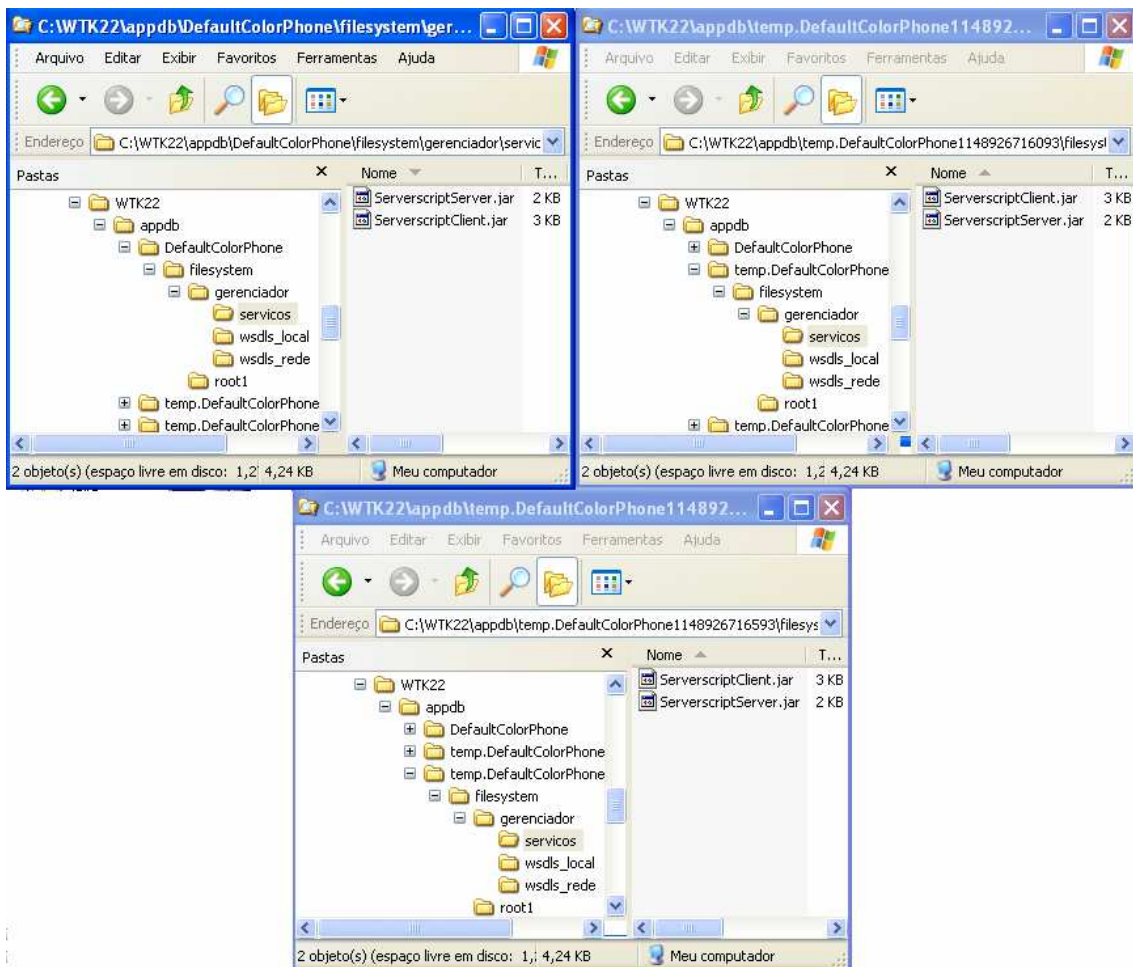 C:\WTK22\appdb\DefaultColorPhone\filesystem\ger...
Arquivo Editar Exibir Favoritos Ferramentas Ajuda
Endereço C:\WTK22\appdb\DefaultColorPhone\filesystem\gerenciador\servic
Pastas x Nome T...
WTK22
appdb
DefaultColorPhone
filesystem
gerenciador
servicos
wsdls_local
wsdls_rede
root1
temp.DefaultColorPhone
temp.DefaultColorPhone
ServerscriptServer.jar 2 KB
ServerscriptClient.jar 3 KB
2 objeto(s) (espaço livre em disco: 1,2 4,24 KB Meu computador
C:\WTK22\appdb\temp.DefaultColorPhone114892...
Arquivo Editar Exibir Favoritos Ferramentas Ajuda
Endereço C:\WTK22\appdb\temp.DefaultColorPhone1148926716093\filesyst
Pastas x Nome T...
WTK22
appdb
DefaultColorPhone
temp.DefaultColorPhone
filesystem
gerenciador
servicos
wsdls_local
wsdls_rede
root1
temp.DefaultColorPhone
ServerscriptClient.jar 3 KB
ServerscriptServer.jar 2 KB
2 objeto(s) (espaço livre em disco: 1,2 4,24 KB Meu computador
C:\WTK22\appdb\temp.DefaultColorPhone114892...
Arquivo Editar Exibir Favoritos Ferramentas Ajuda
Endereço C:\WTK22\appdb\temp.DefaultColorPhone1148926716593\filesys
Pastas x Nome T...
WTK22
appdb
DefaultColorPhone
temp.DefaultColorPhone
temp.DefaultColorPhone
filesystem
gerenciador
servicos
wsdls_local
wsdls_rede
root1
ServerscriptClient.jar 3 KB
ServerscriptServer.jar 2 KB
2 objeto(s) (espaço livre em disco: 1, 4,24 KB Meu computador